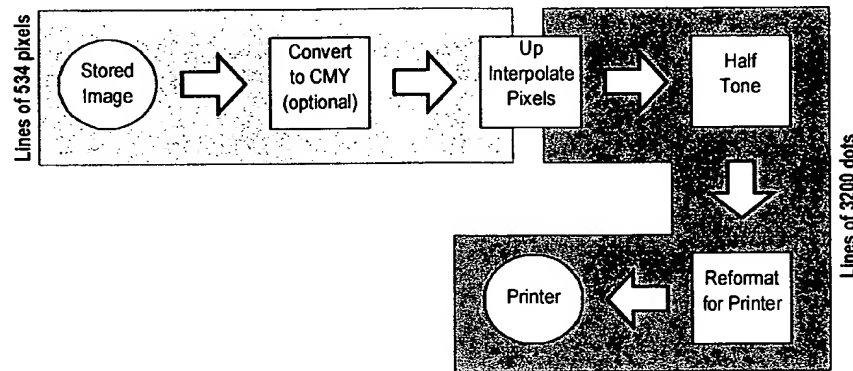 Lines of 534 pixels
Stored
Image
Convert
to CMY
(optional)
Up
Interpolate
Pixels
Half
Tone
Lines of 3200 dots
Reformat
for Printer
Printer